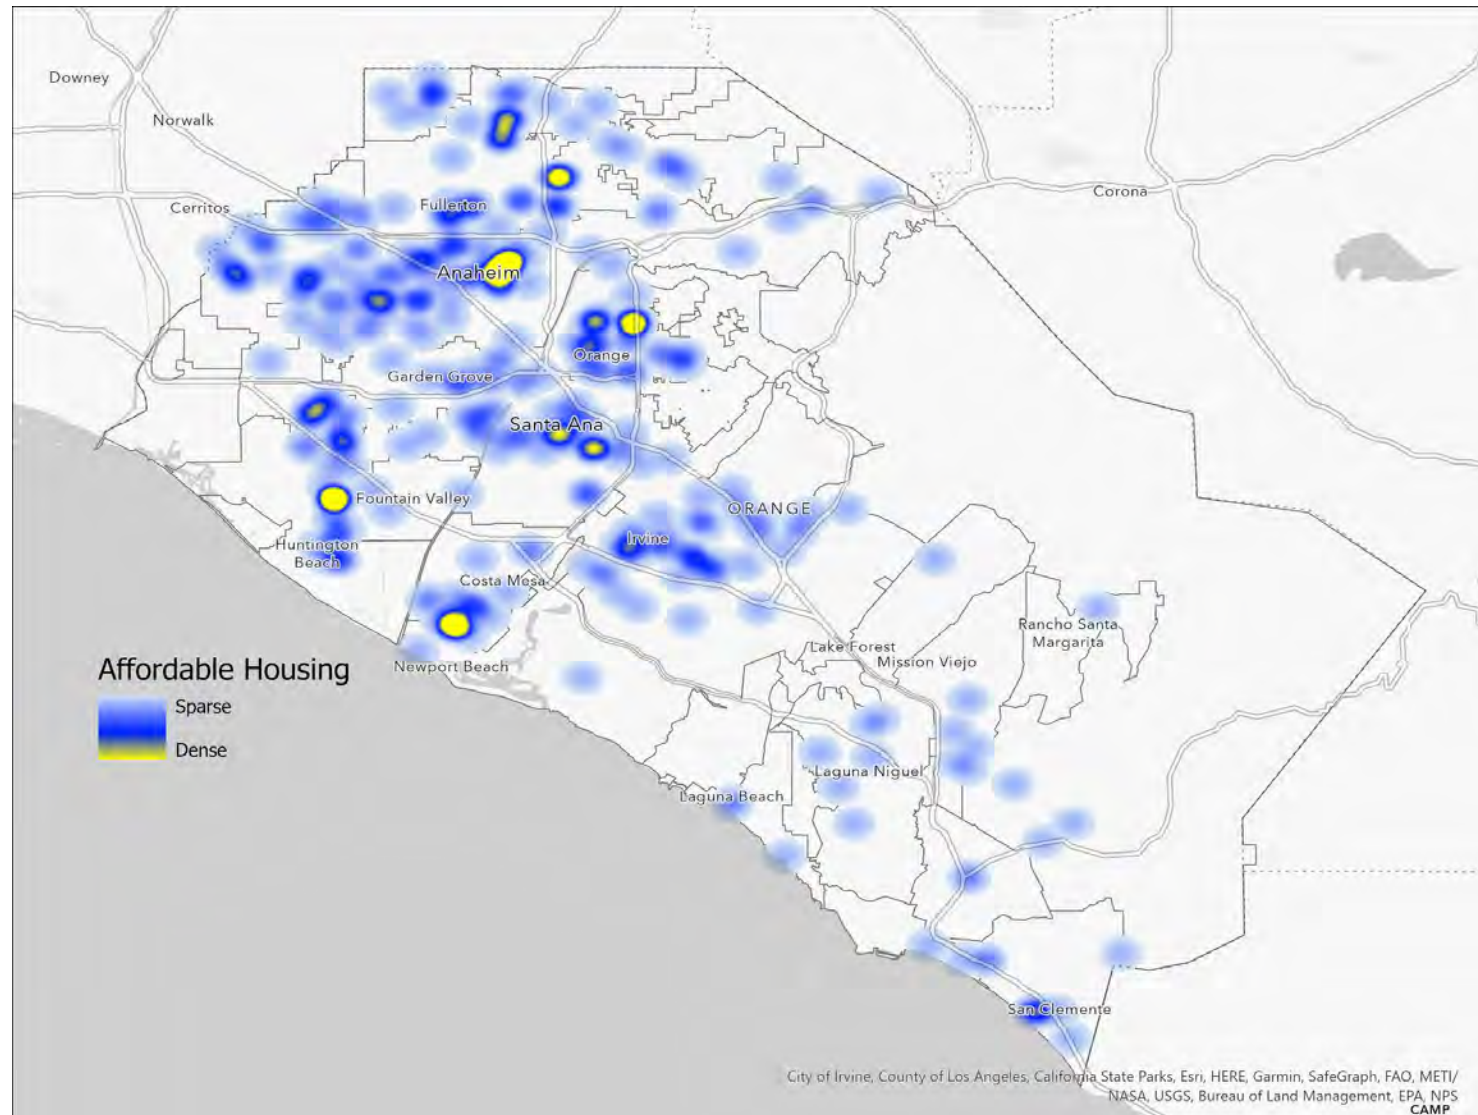 Downey
Norwalk
Corona
Cerritos
Fullerton
Anaheim
Orange
Garden Grove
Santa Ana
Fountain Valley
ORANGE
Irvine
Huntington
Beach
Costa Mesa
Rancho Santa
Margarita
Lake Forest
Mission Viejo
Newport Beach
Affordable Housing
Sparse
Dense
Laguna Niguel
Laguna Beach
San Clemente
City of Irvine, County of Los Angeles, California State Parks, Esri, HERE, Garmin, SafeGraph, FAO, METI/
NASA, USGS, Bureau of Land Management, EPA, NPS
CAMP